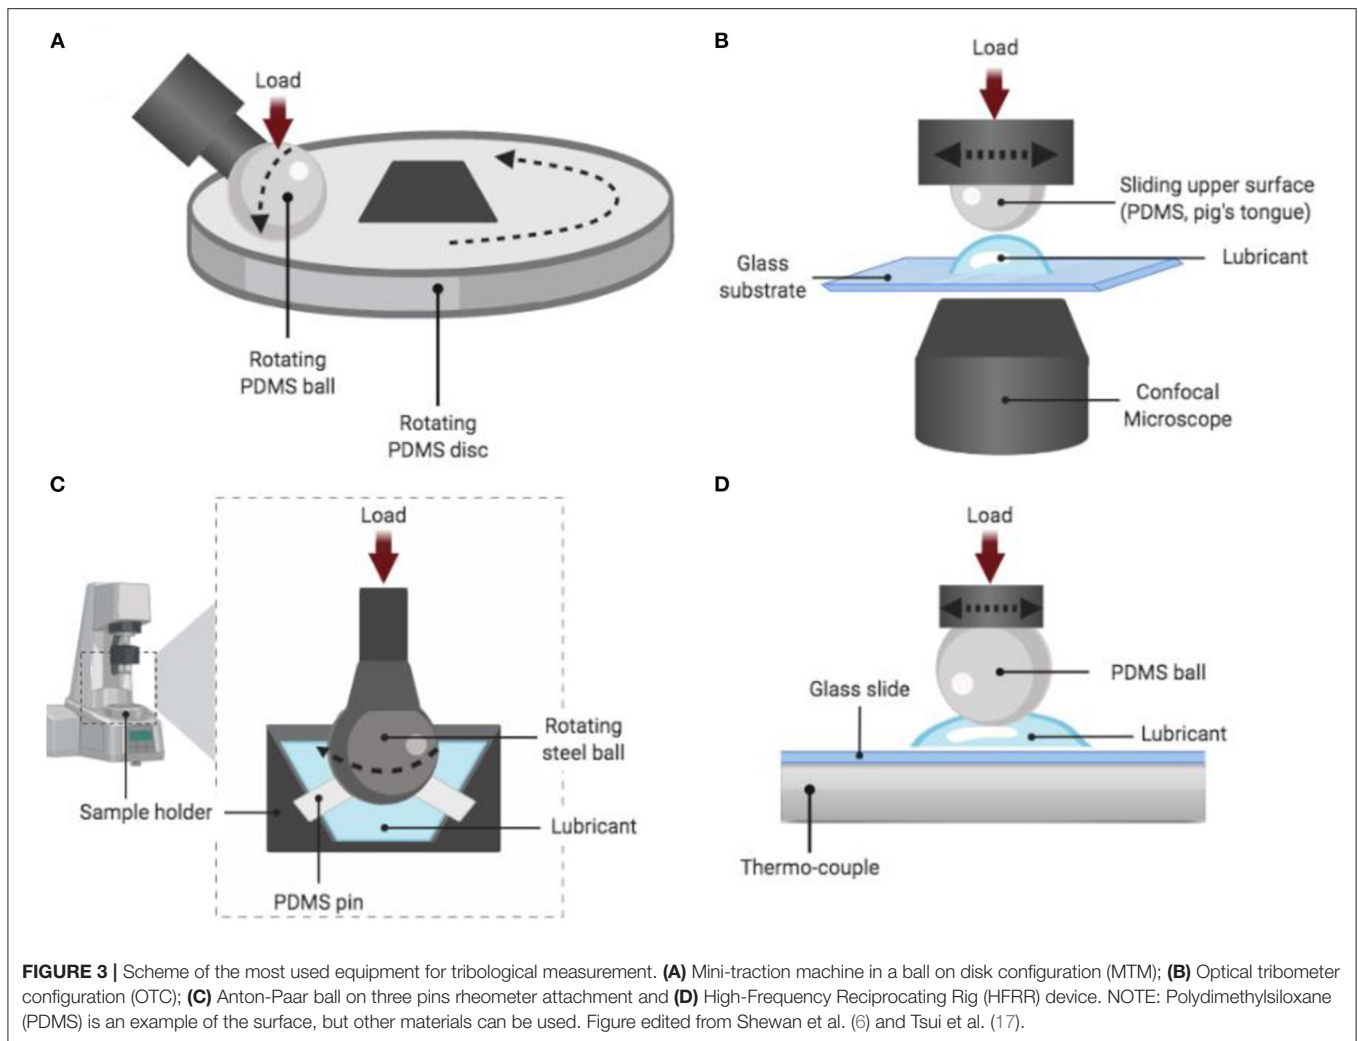 A
Load
Rotating
PDMS ball
Rotating
PDMS disc
B
Load
Sliding upper surface
(PDMS, pig's tongue)
Lubricant
Glass
substrate
Confocal
Microscope
C
Load
Rotating
steel ball
Sample holder
Lubricant
PDMS pin
D
Load
PDMS ball
Glass slide
Lubricant
Thermo-couple
FIGURE 3 | Scheme of the most used equipment for tribological measurement. (A) Mini-traction machine in a ball on disk configuration (MTM); (B) Optical tribometer
configuration (OTC); (C) Anton-Paar ball on three pins rheometer attachment and (D) High-Frequency Reciprocating Rig (HFRR) device. NOTE: Polydimethylsiloxane
(PDMS) is an example of the surface, but other materials can be used. Figure edited from Shewan et al. (6) and Tsui et al. (17).